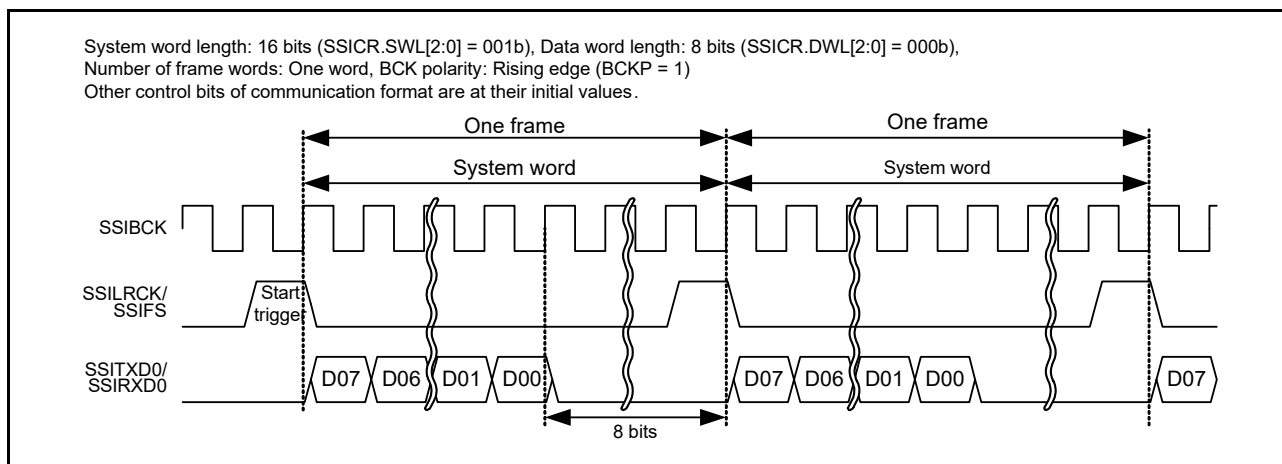 System word length: 16 bits (SSICR.SWL[2:0] = 001b), Data word length: 8 bits (SSICR.DWL[2:0] = 000b),
Number of frame words: One word, BCK polarity: Rising edge (BCKP = 1)
Other control bits of communication format are at their initial values.
One frame One frame
System word System word
SSIBCK
SSILRCK/
SSIFS
Start
trigger
SSITXD0/
SSIRXD0
D07 D06 D01 D00 D07 D06 D01 D00 D07
8 bits